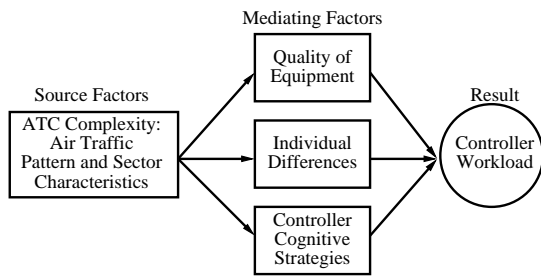 Mediating Factors
Quality of
Equipment
Source Factors
ATC Complexity:
Air Traffic
Pattern and Sector
Characteristics
Individual
Differences
Controller
Cognitive
Strategies
Result
Controller
Workload